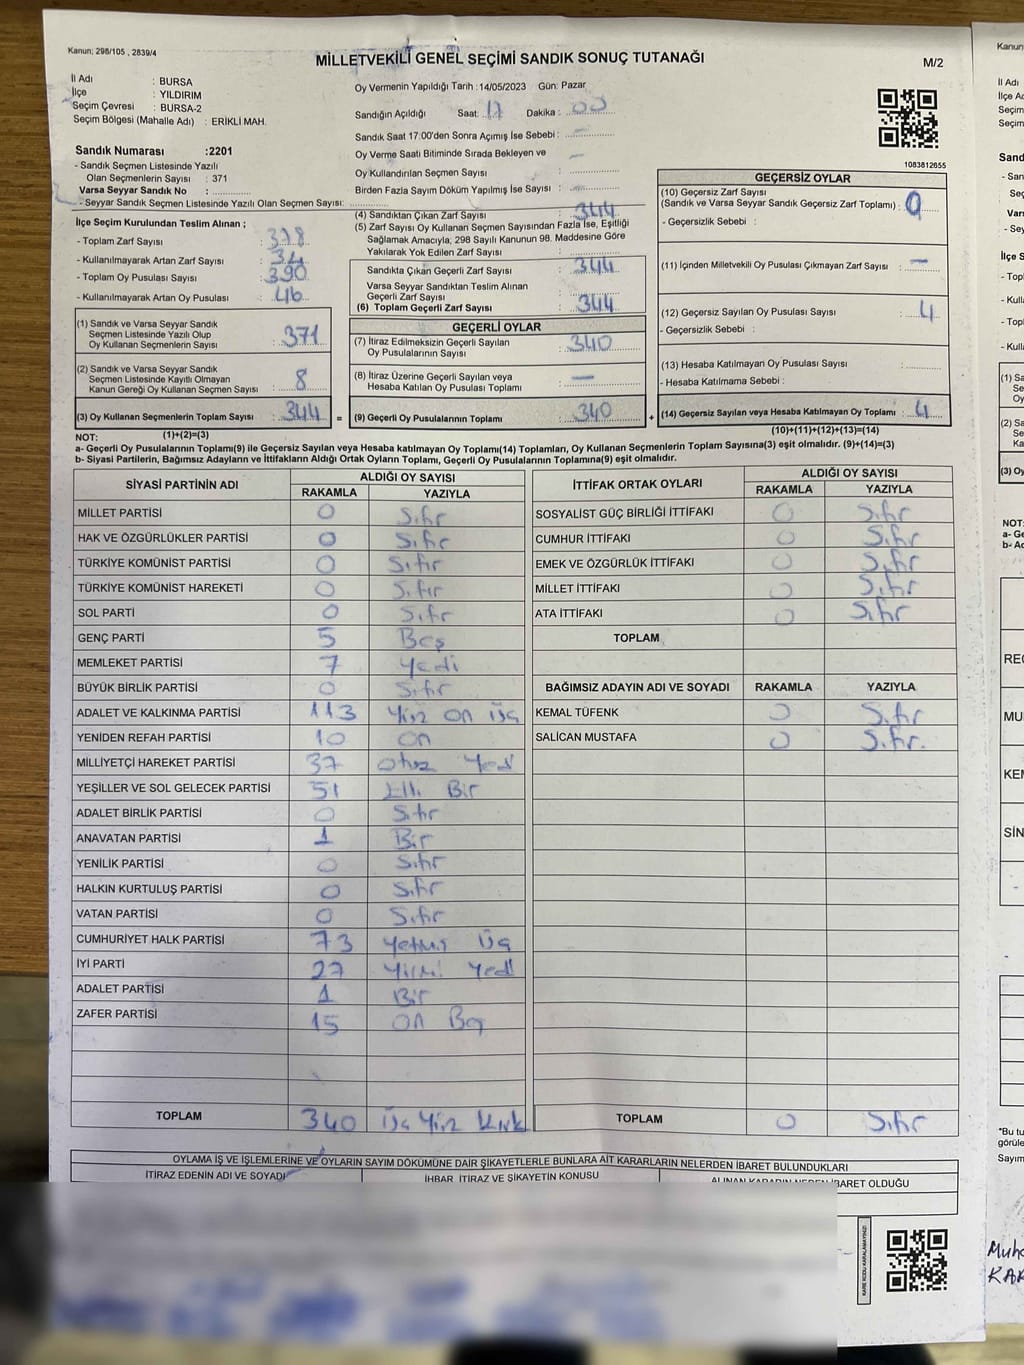 Kanun; 298/105 , 2839/4
MİLLETVEKİLİ GENEL SEÇİMİ SANDIK SONUÇ TUTANAĞI
M/2
İl Adı : BURSA
İlçe : YILDIRIM
Seçim Çevresi : BURSA-2
Seçim Bölgesi (Mahalle Adı) : ERİKLİ MAH.
Oy Vermenin Yapıldığı Tarih :14/05/2023 Gün: Pazar
Sandığın Açıldığı Saat: 17 Dakika : 00
Sandık Saat 17:00'den Sonra Açımış İse Sebebi : –
Oy Verme Saati Bitiminde Sırada Bekleyen ve
Oy Kullandırılan Seçmen Sayısı : –
Birden Fazla Sayım Döküm Yapılmış İse Sayısı : –
1083812655
Sandık Numarası :2201
- Sandık Seçmen Listesinde Yazılı
Olan Seçmenlerin Sayısı : 371
Varsa Seyyar Sandık No :
- Seyyar Sandık Seçmen Listesinde Yazılı Olan Seçmen Sayısı:
İlçe Seçim Kurulundan Teslim Alınan ;
- Toplam Zarf Sayısı : 378
- Kullanılmayarak Artan Zarf Sayısı : 34
- Toplam Oy Pusulası Sayısı : 390
- Kullanılmayarak Artan Oy Pusulası : 46
(1) Sandık ve Varsa Seyyar Sandık
Seçmen Listesinde Yazılı Olup
Oy Kullanan Seçmenlerin Sayısı : 371
(2) Sandık ve Varsa Seyyar Sandık
Seçmen Listesinde Kayıtlı Olmayan
Kanun Gereği Oy Kullanan Seçmen Sayısı : 8
(3) Oy Kullanan Seçmenlerin Toplam Sayısı : 344 =
(1)+(2)=(3)
(4) Sandıktan Çıkan Zarf Sayısı : 344
(5) Zarf Sayısı Oy Kullanan Seçmen Sayısından Fazla İse, Eşitliği
Sağlamak Amacıyla; 298 Sayılı Kanunun 98. Maddesine Göre
Yakılarak Yok Edilen Zarf Sayısı :
Sandıkta Çıkan Geçerli Zarf Sayısı : 344
Varsa Seyyar Sandıktan Teslim Alınan
Geçerli Zarf Sayısı :
(6) Toplam Geçerli Zarf Sayısı : 344
GEÇERLİ OYLAR
(7) İtiraz Edilmeksizin Geçerli Sayılan
Oy Pusulalarının Sayısı : 340
(8) İtiraz Üzerine Geçerli Sayılan veya
Hesaba Katılan Oy Pusulası Toplamı : –
(9) Geçerli Oy Pusulalarının Toplamı : 340 +
GEÇERSİZ OYLAR
(10) Geçersiz Zarf Sayısı
(Sandık ve Varsa Seyyar Sandık Geçersiz Zarf Toplamı) : 0
- Geçersizlik Sebebi :
(11) İçinden Milletvekili Oy Pusulası Çıkmayan Zarf Sayısı : –
(12) Geçersiz Sayılan Oy Pusulası Sayısı : 4
- Geçersizlik Sebebi :
(13) Hesaba Katılmayan Oy Pusulası Sayısı :
- Hesaba Katılmama Sebebi :
(14) Geçersiz Sayılan veya Hesaba Katılmayan Oy Toplamı : 4
(10)+(11)+(12)+(13)=(14)
NOT:
a- Geçerli Oy Pusulalarının Toplamı(9) ile Geçersiz Sayılan veya Hesaba katılmayan Oy Toplamı(14) Toplamları, Oy Kullanan Seçmenlerin Toplam Sayısına(3) eşit olmalıdır. (9)+(14)=(3)
b- Siyasi Partilerin, Bağımsız Adayların ve İttifakların Aldığı Ortak Oyların Toplamı, Geçerli Oy Pusulalarının Toplamına(9) eşit olmalıdır.
SİYASİ PARTİNİN ADI ALDIĞI OY SAYISI
RAKAMLA YAZIYLA
MİLLET PARTİSİ 0 Sıfır
HAK VE ÖZGÜRLÜKLER PARTİSİ 0 Sıfır
TÜRKİYE KOMÜNİST PARTİSİ 0 Sıfır
TÜRKİYE KOMÜNİST HAREKETİ 0 Sıfır
SOL PARTİ 0 Sıfır
GENÇ PARTİ 5 Beş
MEMLEKET PARTİSİ 7 Yedi
BÜYÜK BİRLİK PARTİSİ 0 Sıfır
ADALET VE KALKINMA PARTİSİ 113 Yüz On Üç
YENİDEN REFAH PARTİSİ 10 On
MİLLİYETÇİ HAREKET PARTİSİ 37 Otuz Yedi
YEŞİLLER VE SOL GELECEK PARTİSİ 51 Elli Bir
ADALET BİRLİK PARTİSİ 0 Sıfır
ANAVATAN PARTİSİ 1 Bir
YENİLİK PARTİSİ 0 Sıfır
HALKIN KURTULUŞ PARTİSİ 0 Sıfır
VATAN PARTİSİ 0 Sıfır
CUMHURİYET HALK PARTİSİ 73 Yetmiş Üç
İYİ PARTİ 27 Yirmi Yedi
ADALET PARTİSİ 1 Bir
ZAFER PARTİSİ 15 On Beş
TOPLAM 340 Üç Yüz Kırk
İTTİFAK ORTAK OYLARI ALDIĞI OY SAYISI
RAKAMLA YAZIYLA
SOSYALİST GÜÇ BİRLİĞİ İTTİFAKI 0 Sıfır
CUMHUR İTTİFAKI 0 Sıfır
EMEK VE ÖZGÜRLÜK İTTİFAKI 0 Sıfır
MİLLET İTTİFAKI 0 Sıfır
ATA İTTİFAKI 0 Sıfır
TOPLAM
BAĞIMSIZ ADAYIN ADI VE SOYADI RAKAMLA YAZIYLA
KEMAL TÜFENK 0 Sıfır
SALİCAN MUSTAFA 0 Sıfır.
TOPLAM 0 Sıfır
OYLAMA İŞ VE İŞLEMLERİNE VE OYLARIN SAYIM DÖKÜMÜNE DAİR ŞİKAYETLERLE BUNLARA AİT KARARLARIN NELERDEN İBARET BULUNDUKLARI
İTİRAZ EDENİN ADI VE SOYADI İHBAR, İTİRAZ VE ŞİKAYETİN KONUSU ALINAN KARARIN NEDEN İBARET OLDUĞU
KARE KODU KARALAMAYINIZ!
Kanun
İl Adı
İlçe Ad
Seçim
Seçim